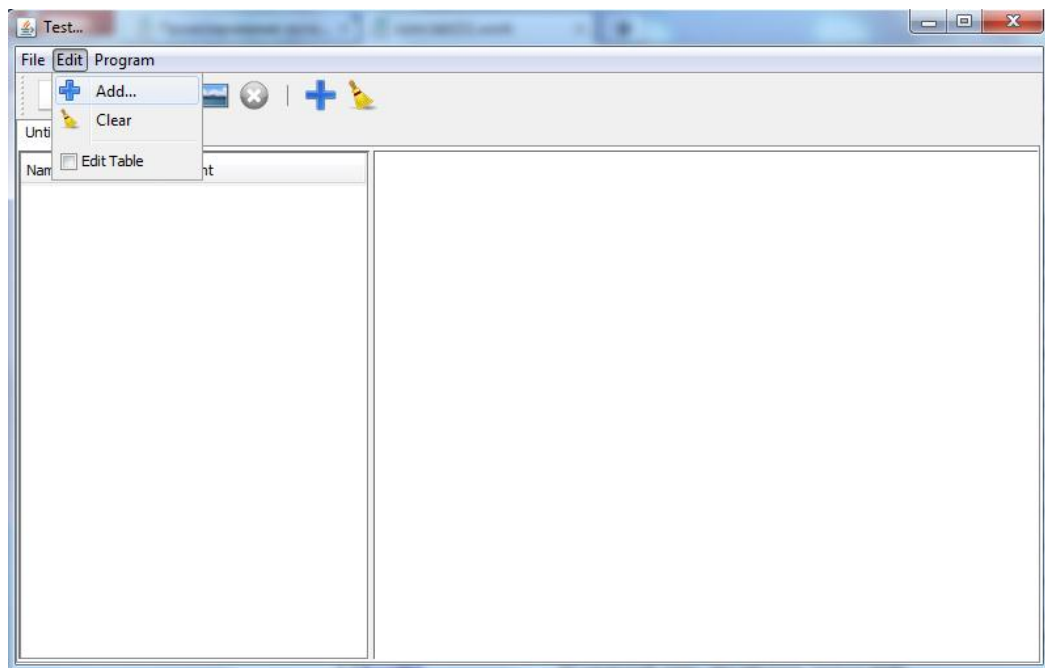 Test...
File Edit Program
Add...
Clear
Unti
Edit Table
Nam nt